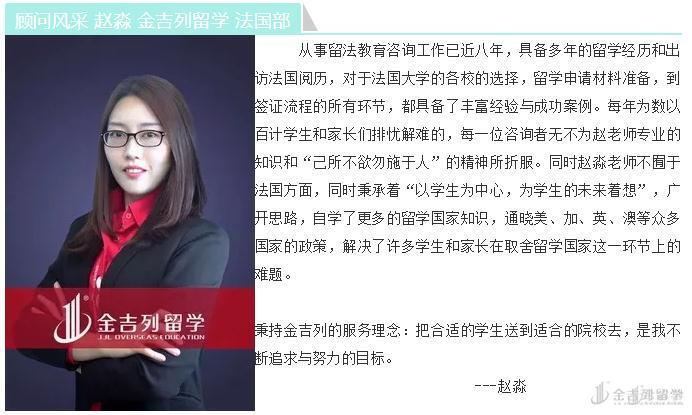 顾问风采 赵淼 金吉列留学 法国部
从事留法教育咨询工作已近八年，具备多年的留学经历和出
访法国阅历，对于法国大学的各校的选择，留学申请材料准备，到
签证流程的所有环节，都具备了丰富经验与成功案例。每年为数以
百计学生和家长们排忧解难的，每一位咨询者无不为赵老师专业的
知识和“己所不欲勿施于人”的精神所折服。同时赵淼老师不囿于
法国方面，同时秉承着“以学生为中心，为学生的未来着想”，广
开思路，自学了更多的留学国家知识，通晓美、加、英、澳等众多
国家的政策，解决了许多学生和家长在取舍留学国家这一环节上的
难题。
秉持金吉列的服务理念：把合适的学生送到适合的院校去，是我不
断追求与努力的目标。
---赵淼
金吉列留学
JJL OVERSEAS EDUCATION
金吉列留学